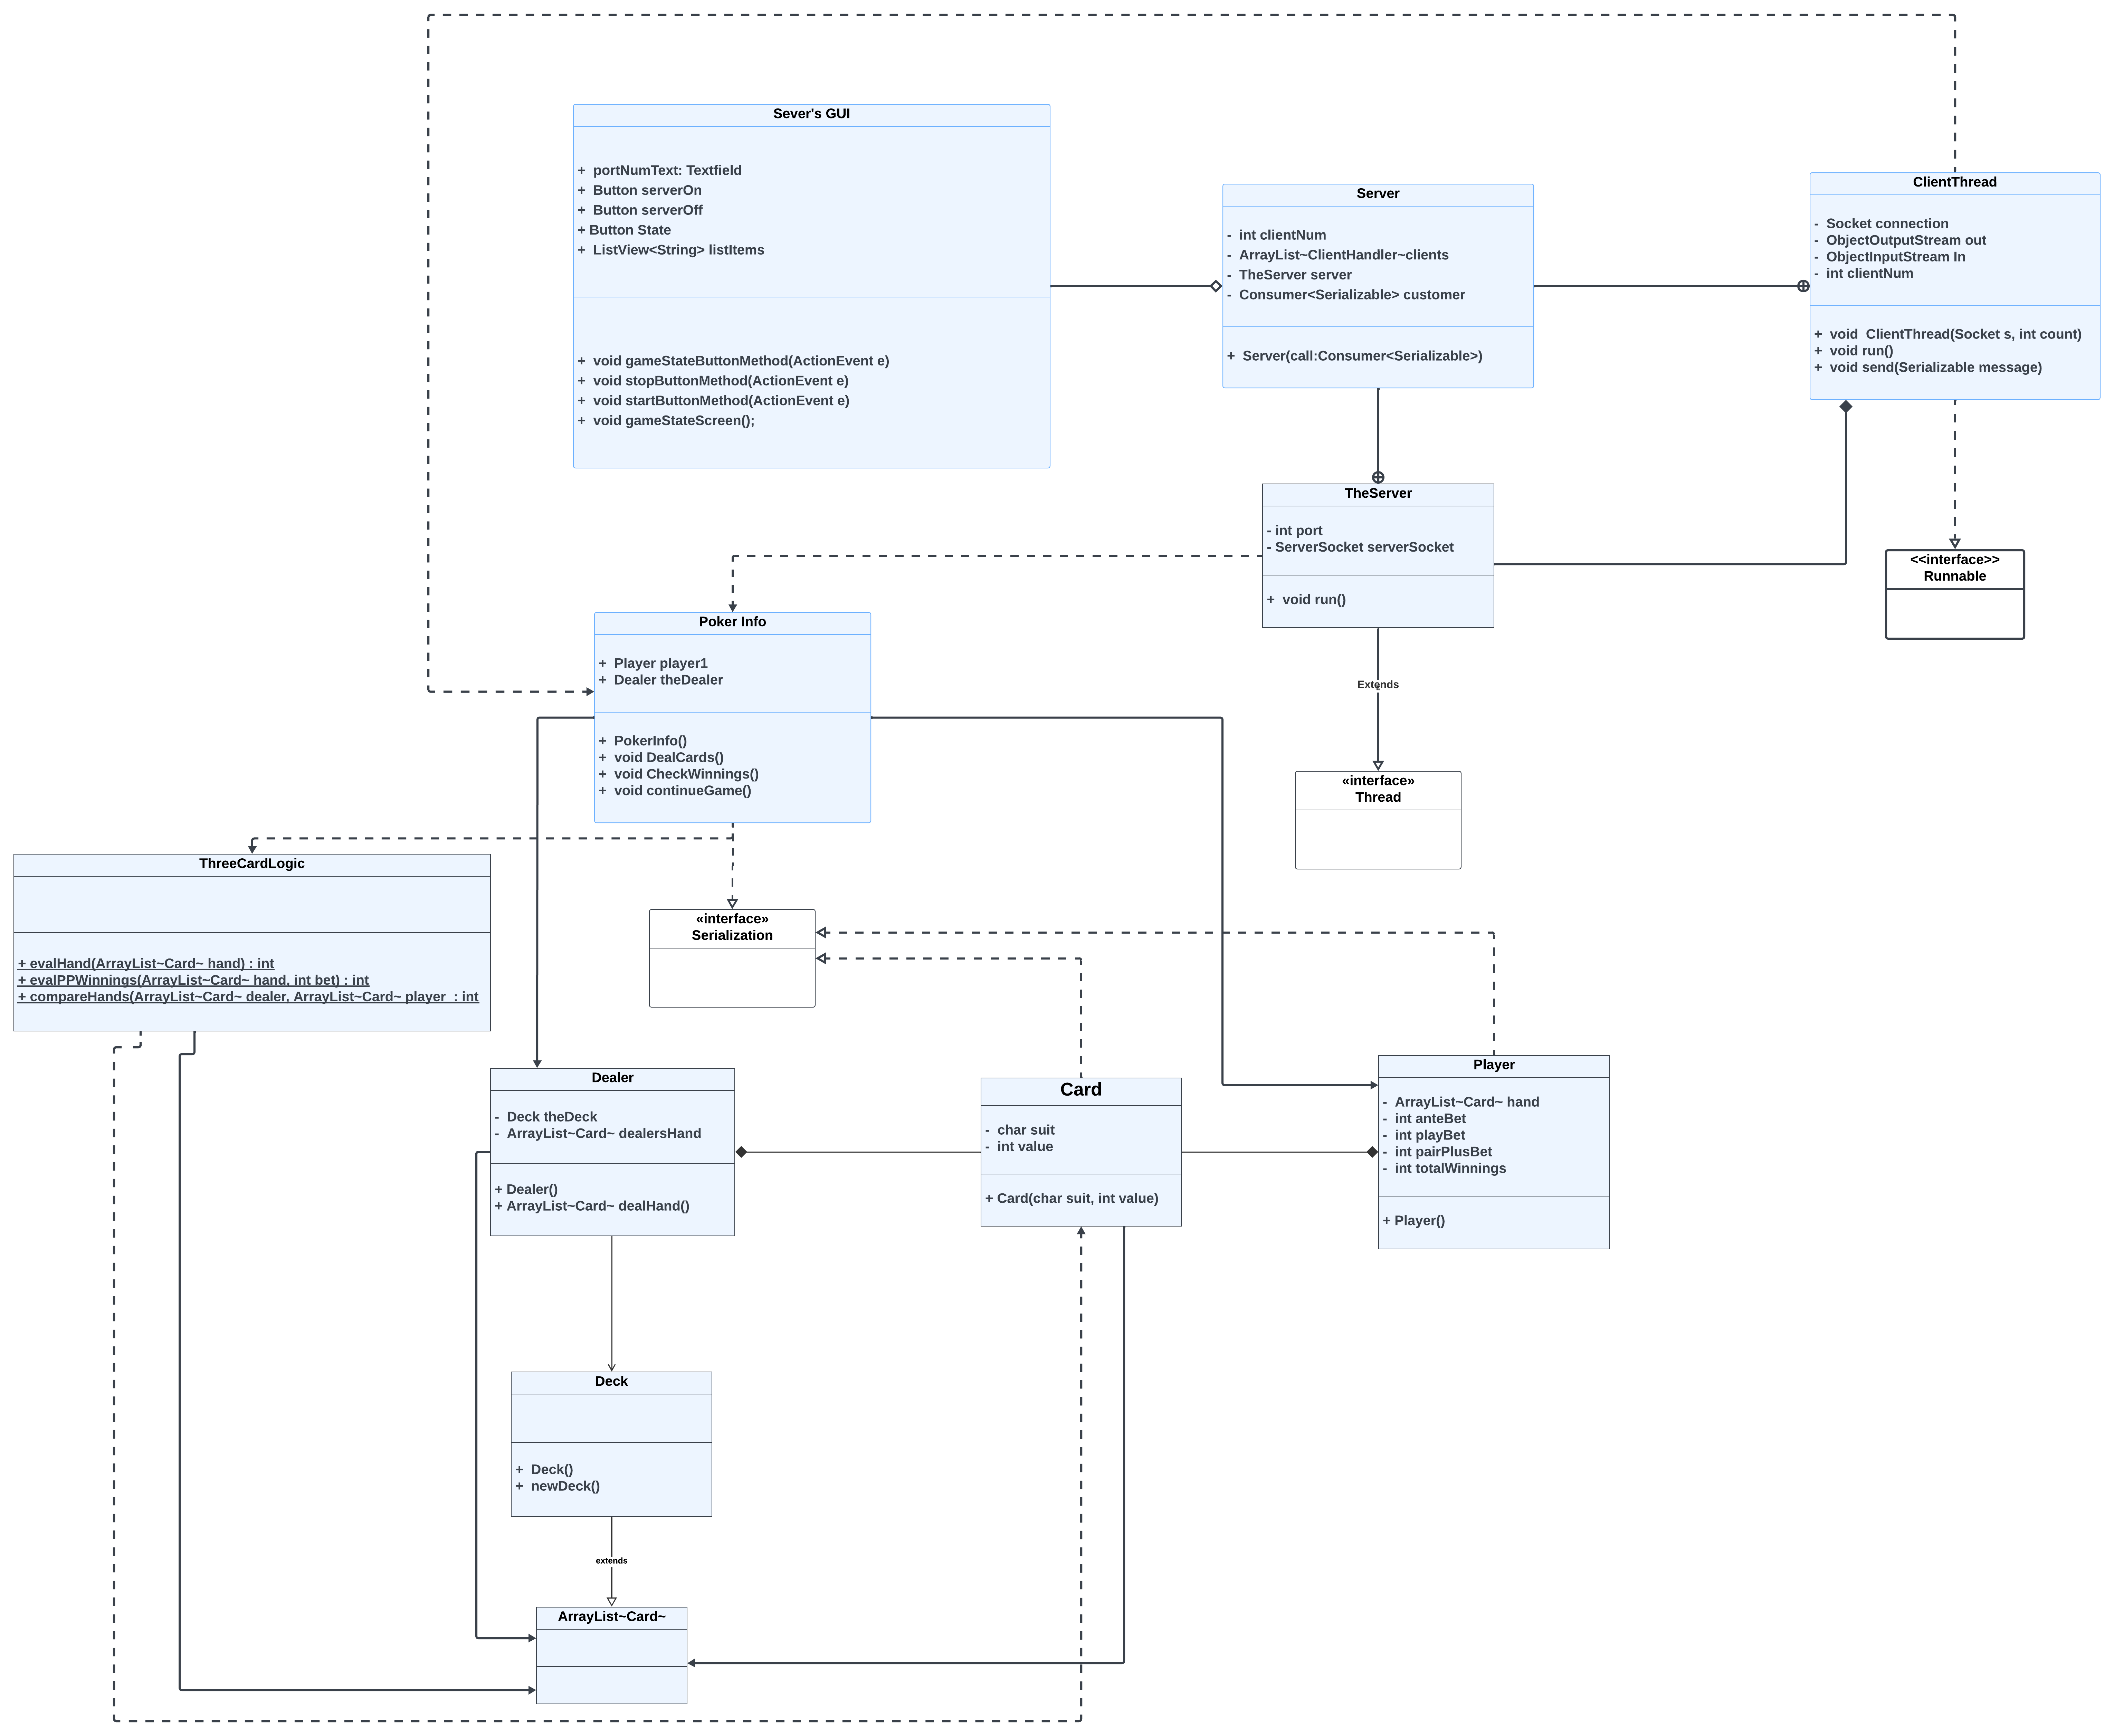 Sever's GUI
+  portNumText: Textfield
+  Button serverOn
+  Button serverOff
+ Button State
+  ListView<String> listItems
+  void gameStateButtonMethod(ActionEvent e)
+  void stopButtonMethod(ActionEvent e)
+  void startButtonMethod(ActionEvent e)
+  void gameStateScreen();
Server
-  int clientNum
-  ArrayList~ClientHandler~clients
-  TheServer server
-  Consumer<Serializable> customer
+  Server(call:Consumer<Serializable>)
ClientThread
-  Socket connection
-  ObjectOutputStream out
-  ObjectInputStream In
-  int clientNum
+  void  ClientThread(Socket s, int count)
+  void run()
+  void send(Serializable message)
TheServer
- int port
- ServerSocket serverSocket
+  void run()
<<interface>>
Runnable
Poker Info
+  Player player1
+  Dealer theDealer
+  PokerInfo()
+  void DealCards()
+  void CheckWinnings()
+  void continueGame()
Extends
«interface»
Thread
ThreeCardLogic
+ evalHand(ArrayList~Card~ hand) : int
+ evalPPWinnings(ArrayList~Card~ hand, int bet) : int
+ compareHands(ArrayList~Card~ dealer, ArrayList~Card~ player  : int
«interface»
Serialization
Dealer
-  Deck theDeck
-  ArrayList~Card~ dealersHand
+ Dealer()
+ ArrayList~Card~ dealHand()
Card
-  char suit
-  int value
+ Card(char suit, int value)
Player
-  ArrayList~Card~ hand
-  int anteBet
-  int playBet
-  int pairPlusBet
-  int totalWinnings
+ Player()
Deck
+  Deck()
+  newDeck()
extends
ArrayList~Card~